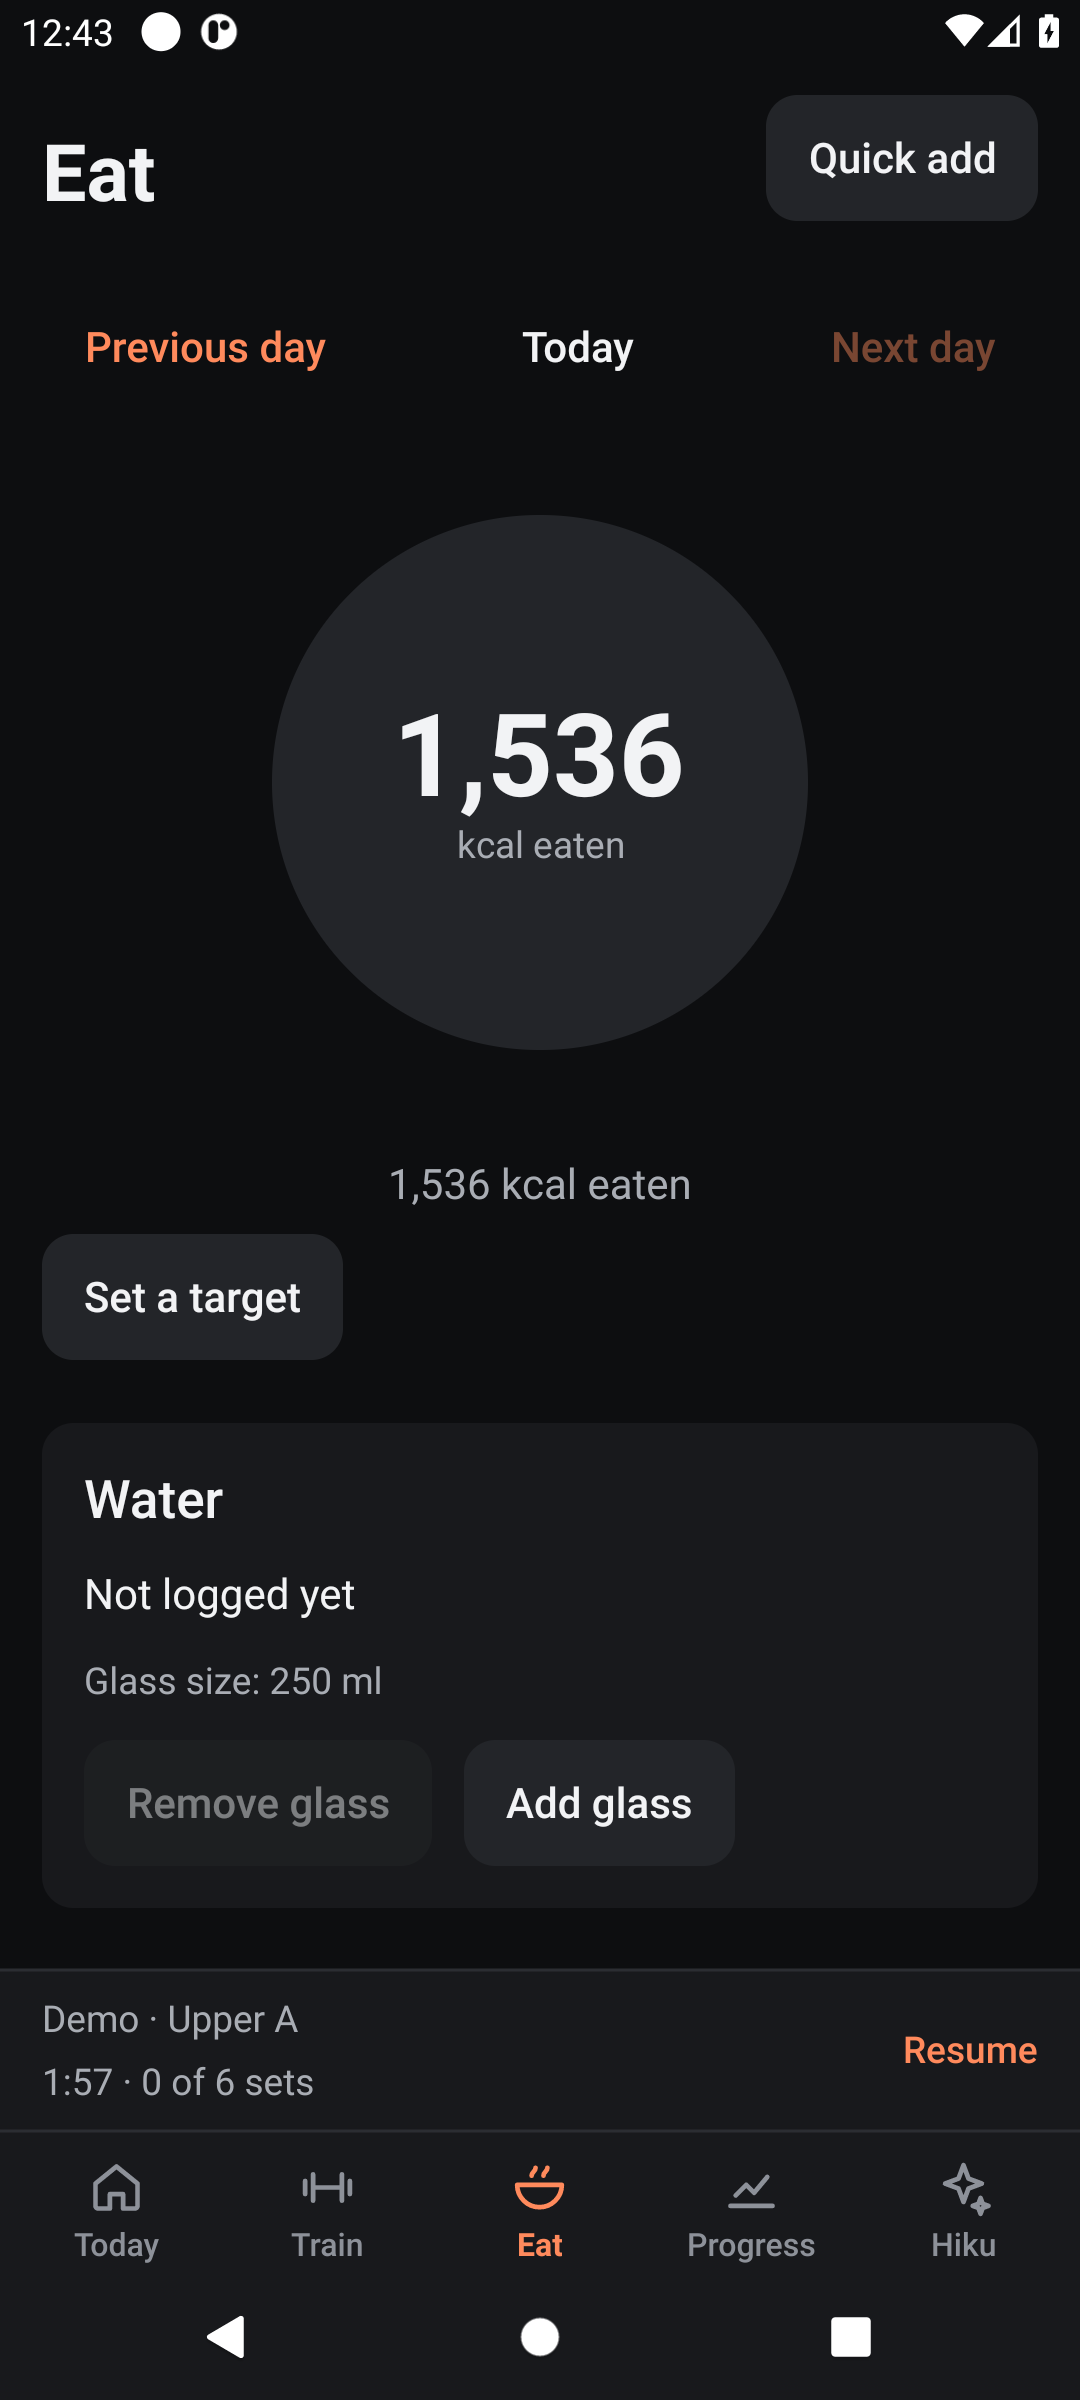 12:43
Eat
Quick add
Previous day
Today
Next day
1,536
kcal eaten
1,536 kcal eaten
Set a target
Water
Not logged yet
Glass size: 250 ml
Remove glass
Add glass
Demo · Upper A
Resume
1:57 · 0 of 6 sets
Today
Train
Eat
Progress
Hiku